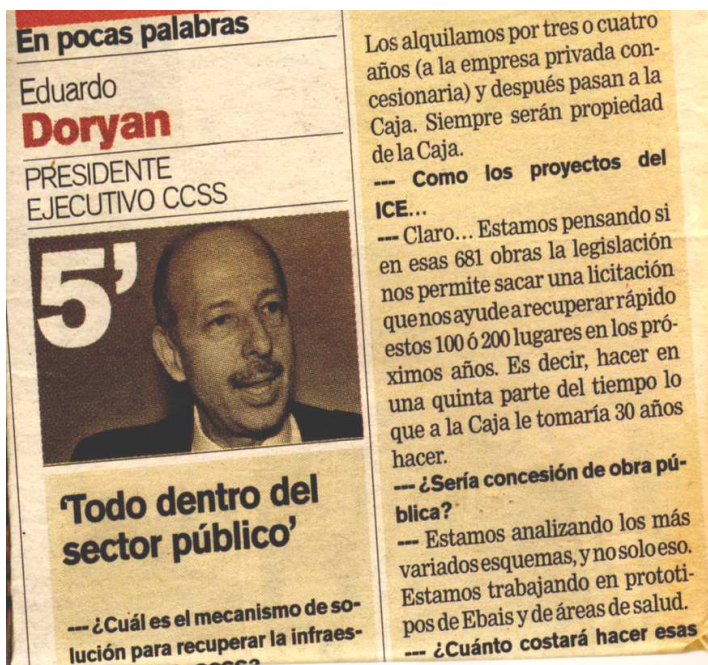 En pocas palabras
Eduardo
Doryan
PRESIDENTE
EJECUTIVO CCSS
5'
'Todo dentro del
sector público'
--- ¿Cuál es el mecanismo de so-
lución para recuperar la infraes-
CCSS?
Los alquilamos por tres o cuatro
años (a la empresa privada con-
cesionaria) y después pasan a la
Caja. Siempre serán propiedad
de la Caja.
--- Como los proyectos del
ICE...
--- Claro... Estamos pensando si
en esas 681 obras la legislación
nos permite sacar una licitación
que nos ayude a recuperar rápido
estos 100 ó 200 lugares en los pró-
ximos años. Es decir, hacer en
una quinta parte del tiempo lo
que a la Caja le tomaría 30 años
hacer.
--- ¿Sería concesión de obra pú-
blica?
--- Estamos analizando los más
variados esquemas, y no solo eso.
Estamos trabajando en prototi-
pos de Ebais y de áreas de salud.
--- ¿Cuánto costará hacer esas